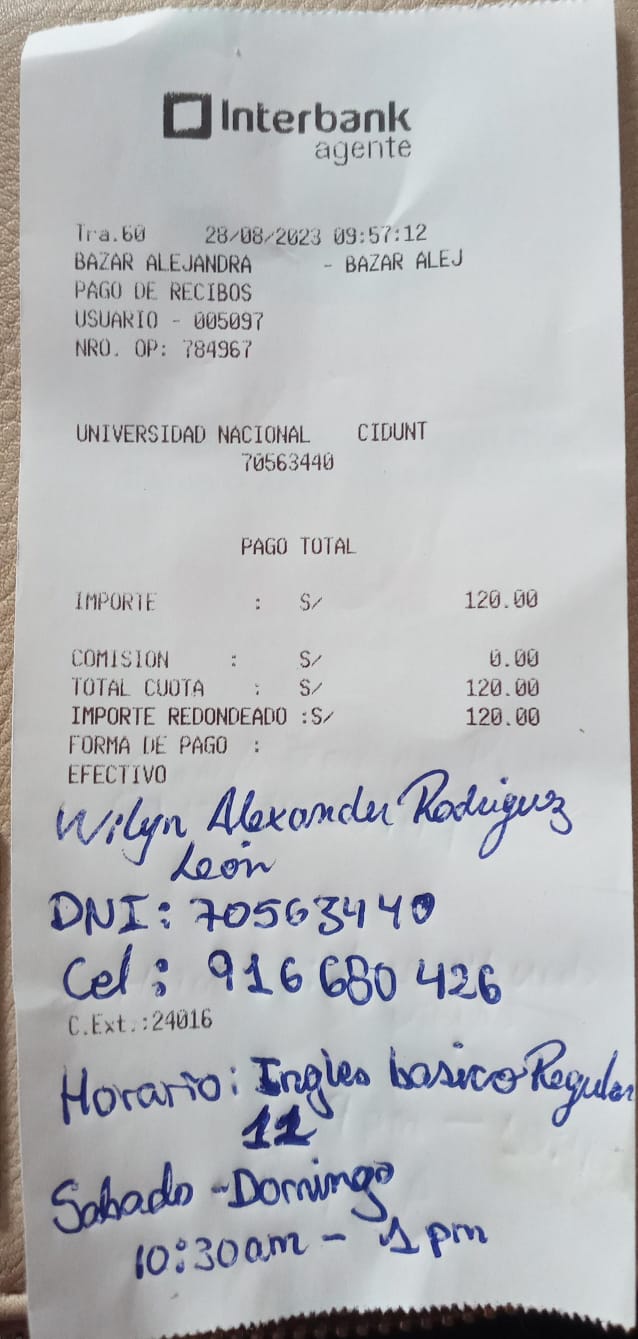 Interbank
agente
Tra.60 28/08/2023 09:57:12
BAZAR ALEJANDRA - BAZAR ALEJ
PAGO DE RECIBOS
USUARIO - 005097
NRO. OP: 784967
UNIVERSIDAD NACIONAL CIDUNT
70563440
PAGO TOTAL
IMPORTE : S/ 120.00
COMISION : S/ 0.00
TOTAL CUOTA : S/ 120.00
IMPORTE REDONDEADO :S/ 120.00
FORMA DE PAGO :
EFECTIVO
Wilyn Alexander Rodriguez
León
DNI: 70563440
Cel: 916 680 426
C.Ext.:24016
Horario: Ingles basico Regular
11
Sabado - Domingo
10:30am - 1 pm